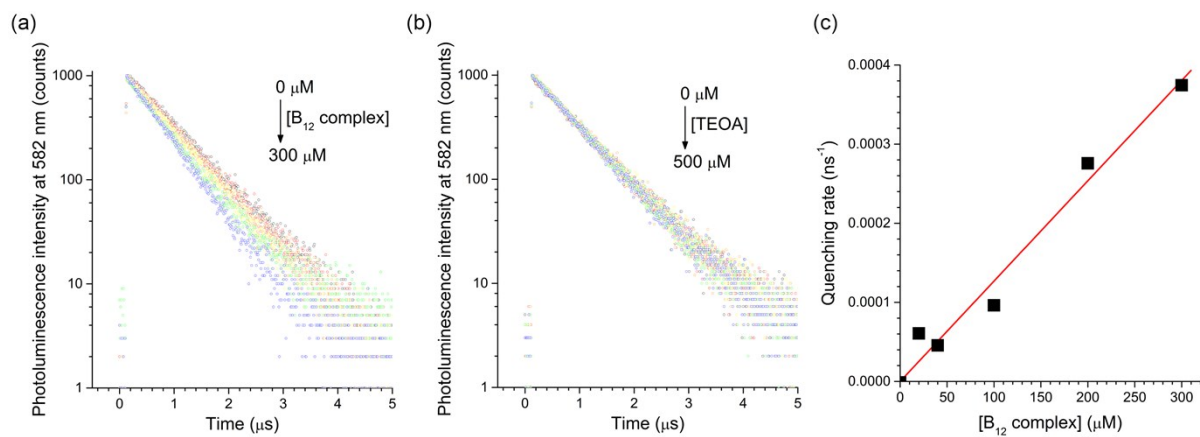 (a)
Photoluminescence intensity at 582 nm (counts)
1000
100
10
1
0 μM
[B₁₂ complex]
300 μM
0 1 2 3 4 5
Time (μs)
(b)
Photoluminescence intensity at 582 nm (counts)
1000
100
10
1
0 μM
[TEOA]
500 μM
0 1 2 3 4 5
Time (μs)
(c)
Quenching rate (ns⁻¹)
0.0004
0.0003
0.0002
0.0001
0.0000
0 50 100 150 200 250 300
[B₁₂ complex] (μM)